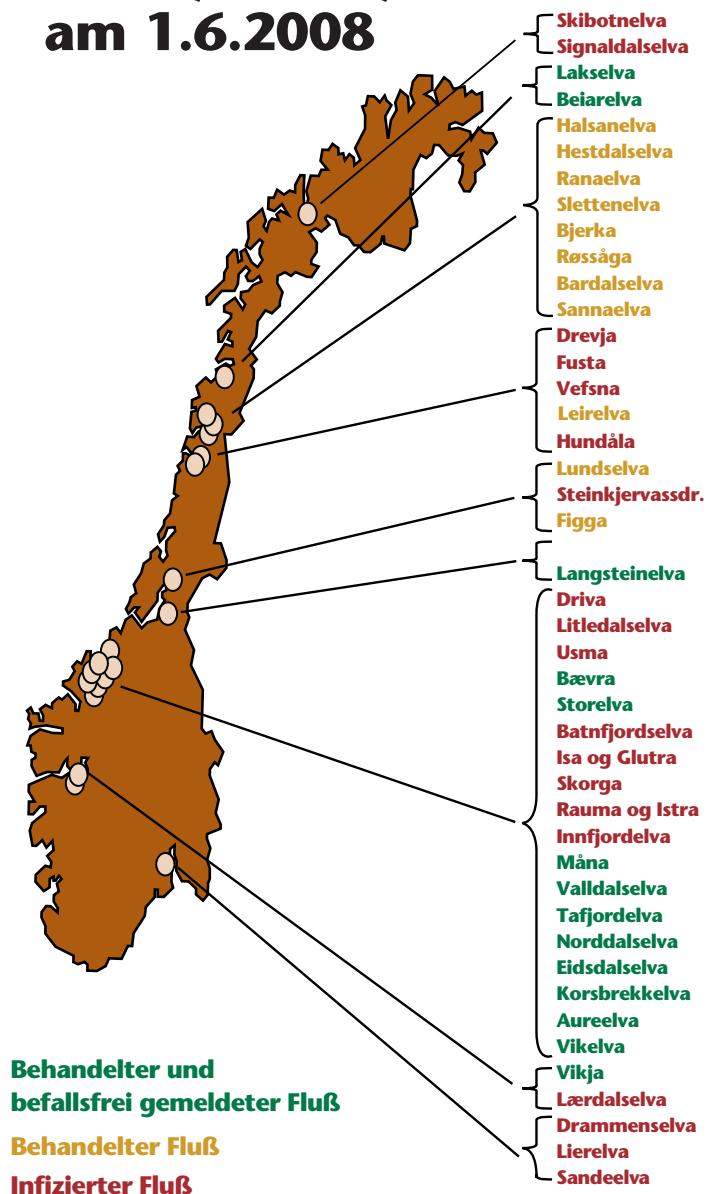 am 1.6.2008
Skibotnelva
Signaldalselva
Lakselva
Beiarelva
Halsanelva
Hestdalselva
Ranaelva
Slettenelva
Bjerka
Røssåga
Bardalselva
Sannaelva
Drevja
Fusta
Vefsna
Leirelva
Hundåla
Lundselva
Steinkjervassdr.
Figga
Langsteinelva
Driva
Litledalselva
Usma
Bævra
Storelva
Batnfjordselva
Isa og Glutra
Skorga
Rauma og Istra
Innfjordelva
Måna
Valldalselva
Tafjordelva
Norddalselva
Eidsdalselva
Korsbrekkelva
Aureelva
Vikelva
Vikja
Lærdalselva
Drammenselva
Lierelva
Sandeelva
Behandelter und
befallsfrei gemeldeter Fluß
Behandelter Fluß
Infizierter Fluß